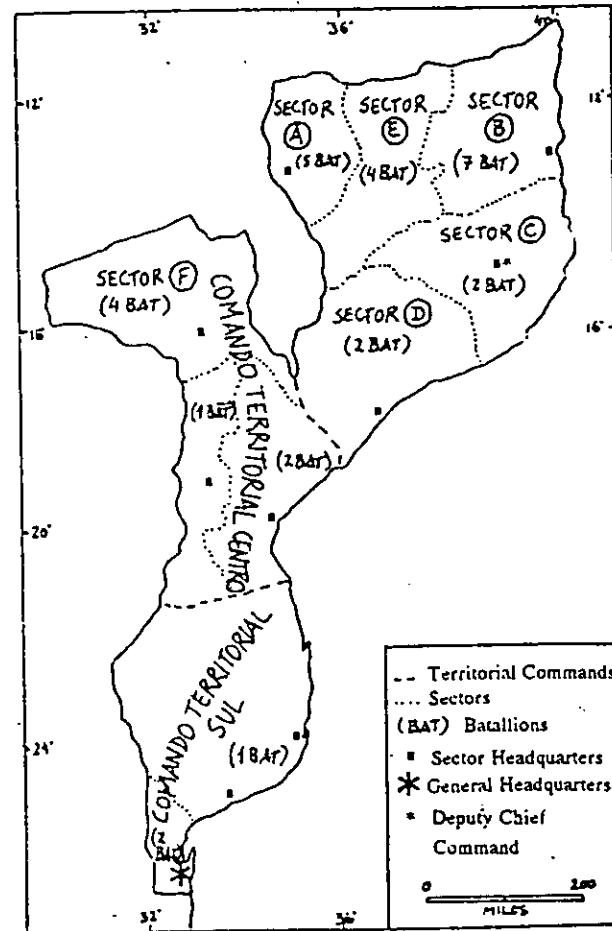 32°
36°
40
12°
12°
SECTOR
A
(5 BAT)
SECTOR
E
(4 BAT)
SECTOR
B
(7 BAT)
SECTOR C
(2 BAT)
SECTOR F
(4 BAT)
SECTOR D
(2 BAT)
16°
16°
COMANDO TERRITORIAL CENTRO
(1 BAT)
(2 BAT)
20°
COMANDO TERRITORIAL
SUL
(1 BAT)
24°
(2
BAT)
-- Territorial Commands
.... Sectors
(BAT) Batallions
Sector Headquarters
General Headquarters
* Deputy Chief
Command
0 200
MILES
32°
36°